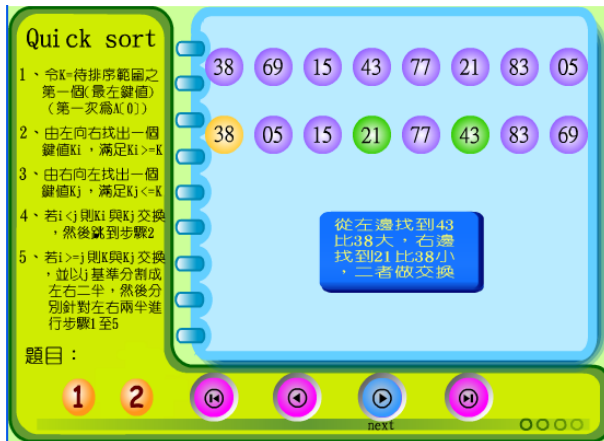 Quick sort
1、令K=待排序範圍之
第一個(最左鍵值)
(第一次為A[0])
2、由左向右找出一個
鍵值Ki，滿足Ki>=K
3、由右向左找出一個
鍵值Kj，滿足Kj<=K
4、若i<j則Ki與Kj交換
，然後跳到步驟2
5、若i>=j則K與Kj交換
，並以j基準分割成
左右二半，然後分
別針對左右兩半進
行步驟1至5
題目：
1 2
38 69 15 43 77 21 83 05
38 05 15 21 77 43 83 69
從左邊找到43
比38大，右邊
找到21比38小
，二者做交換
next